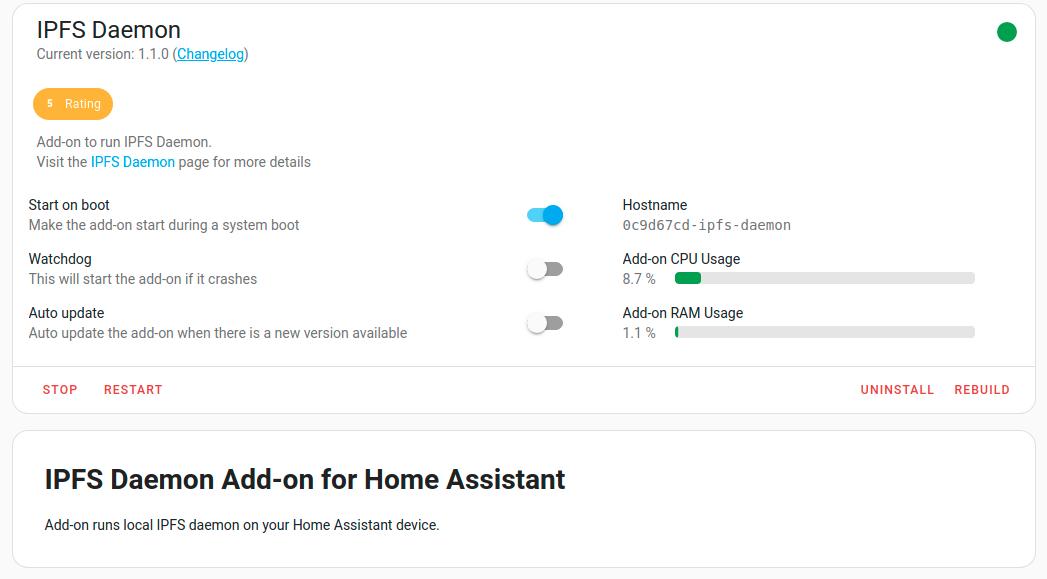 IPFS Daemon
Current version: 1.1.0 (Changelog)
5 Rating
Add-on to run IPFS Daemon.
Visit the IPFS Daemon page for more details
Start on boot
Make the add-on start during a system boot
Hostname
0c9d67cd-ipfs-daemon
Watchdog
This will start the add-on if it crashes
Add-on CPU Usage
8.7 %
Auto update
Auto update the add-on when there is a new version available
Add-on RAM Usage
1.1 %
STOP RESTART UNINSTALL REBUILD
IPFS Daemon Add-on for Home Assistant
Add-on runs local IPFS daemon on your Home Assistant device.